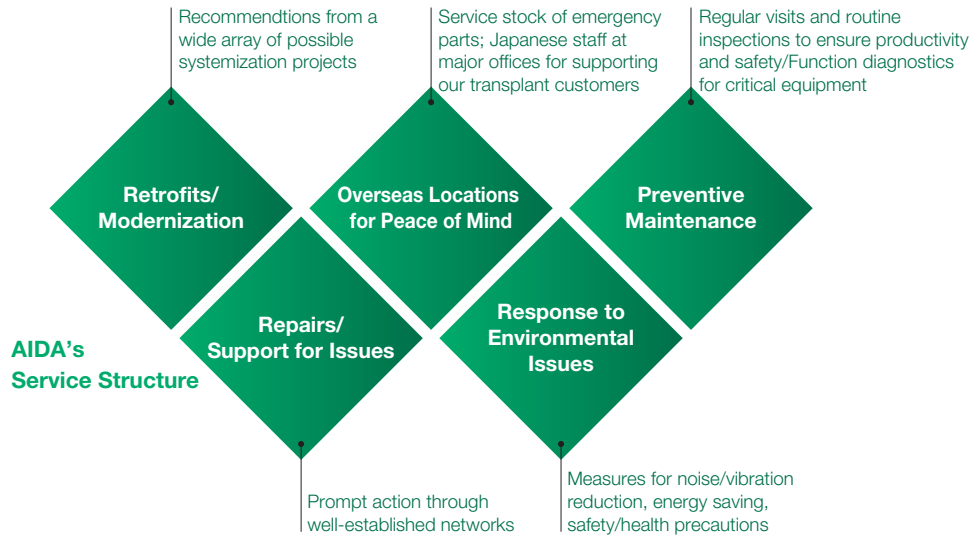 Recommendtions from a
wide array of possible
systemization projects
Service stock of emergency
parts; Japanese staff at
major offices for supporting
our transplant customers
Regular visits and routine
inspections to ensure productivity
and safety/Function diagnostics
for critical equipment
Retrofits/
Modernization
Overseas Locations
for Peace of Mind
Preventive
Maintenance
Repairs/
Support for Issues
Response to
Environmental
Issues
AIDA's
Service Structure
Prompt action through
well-established networks
Measures for noise/vibration
reduction, energy saving,
safety/health precautions